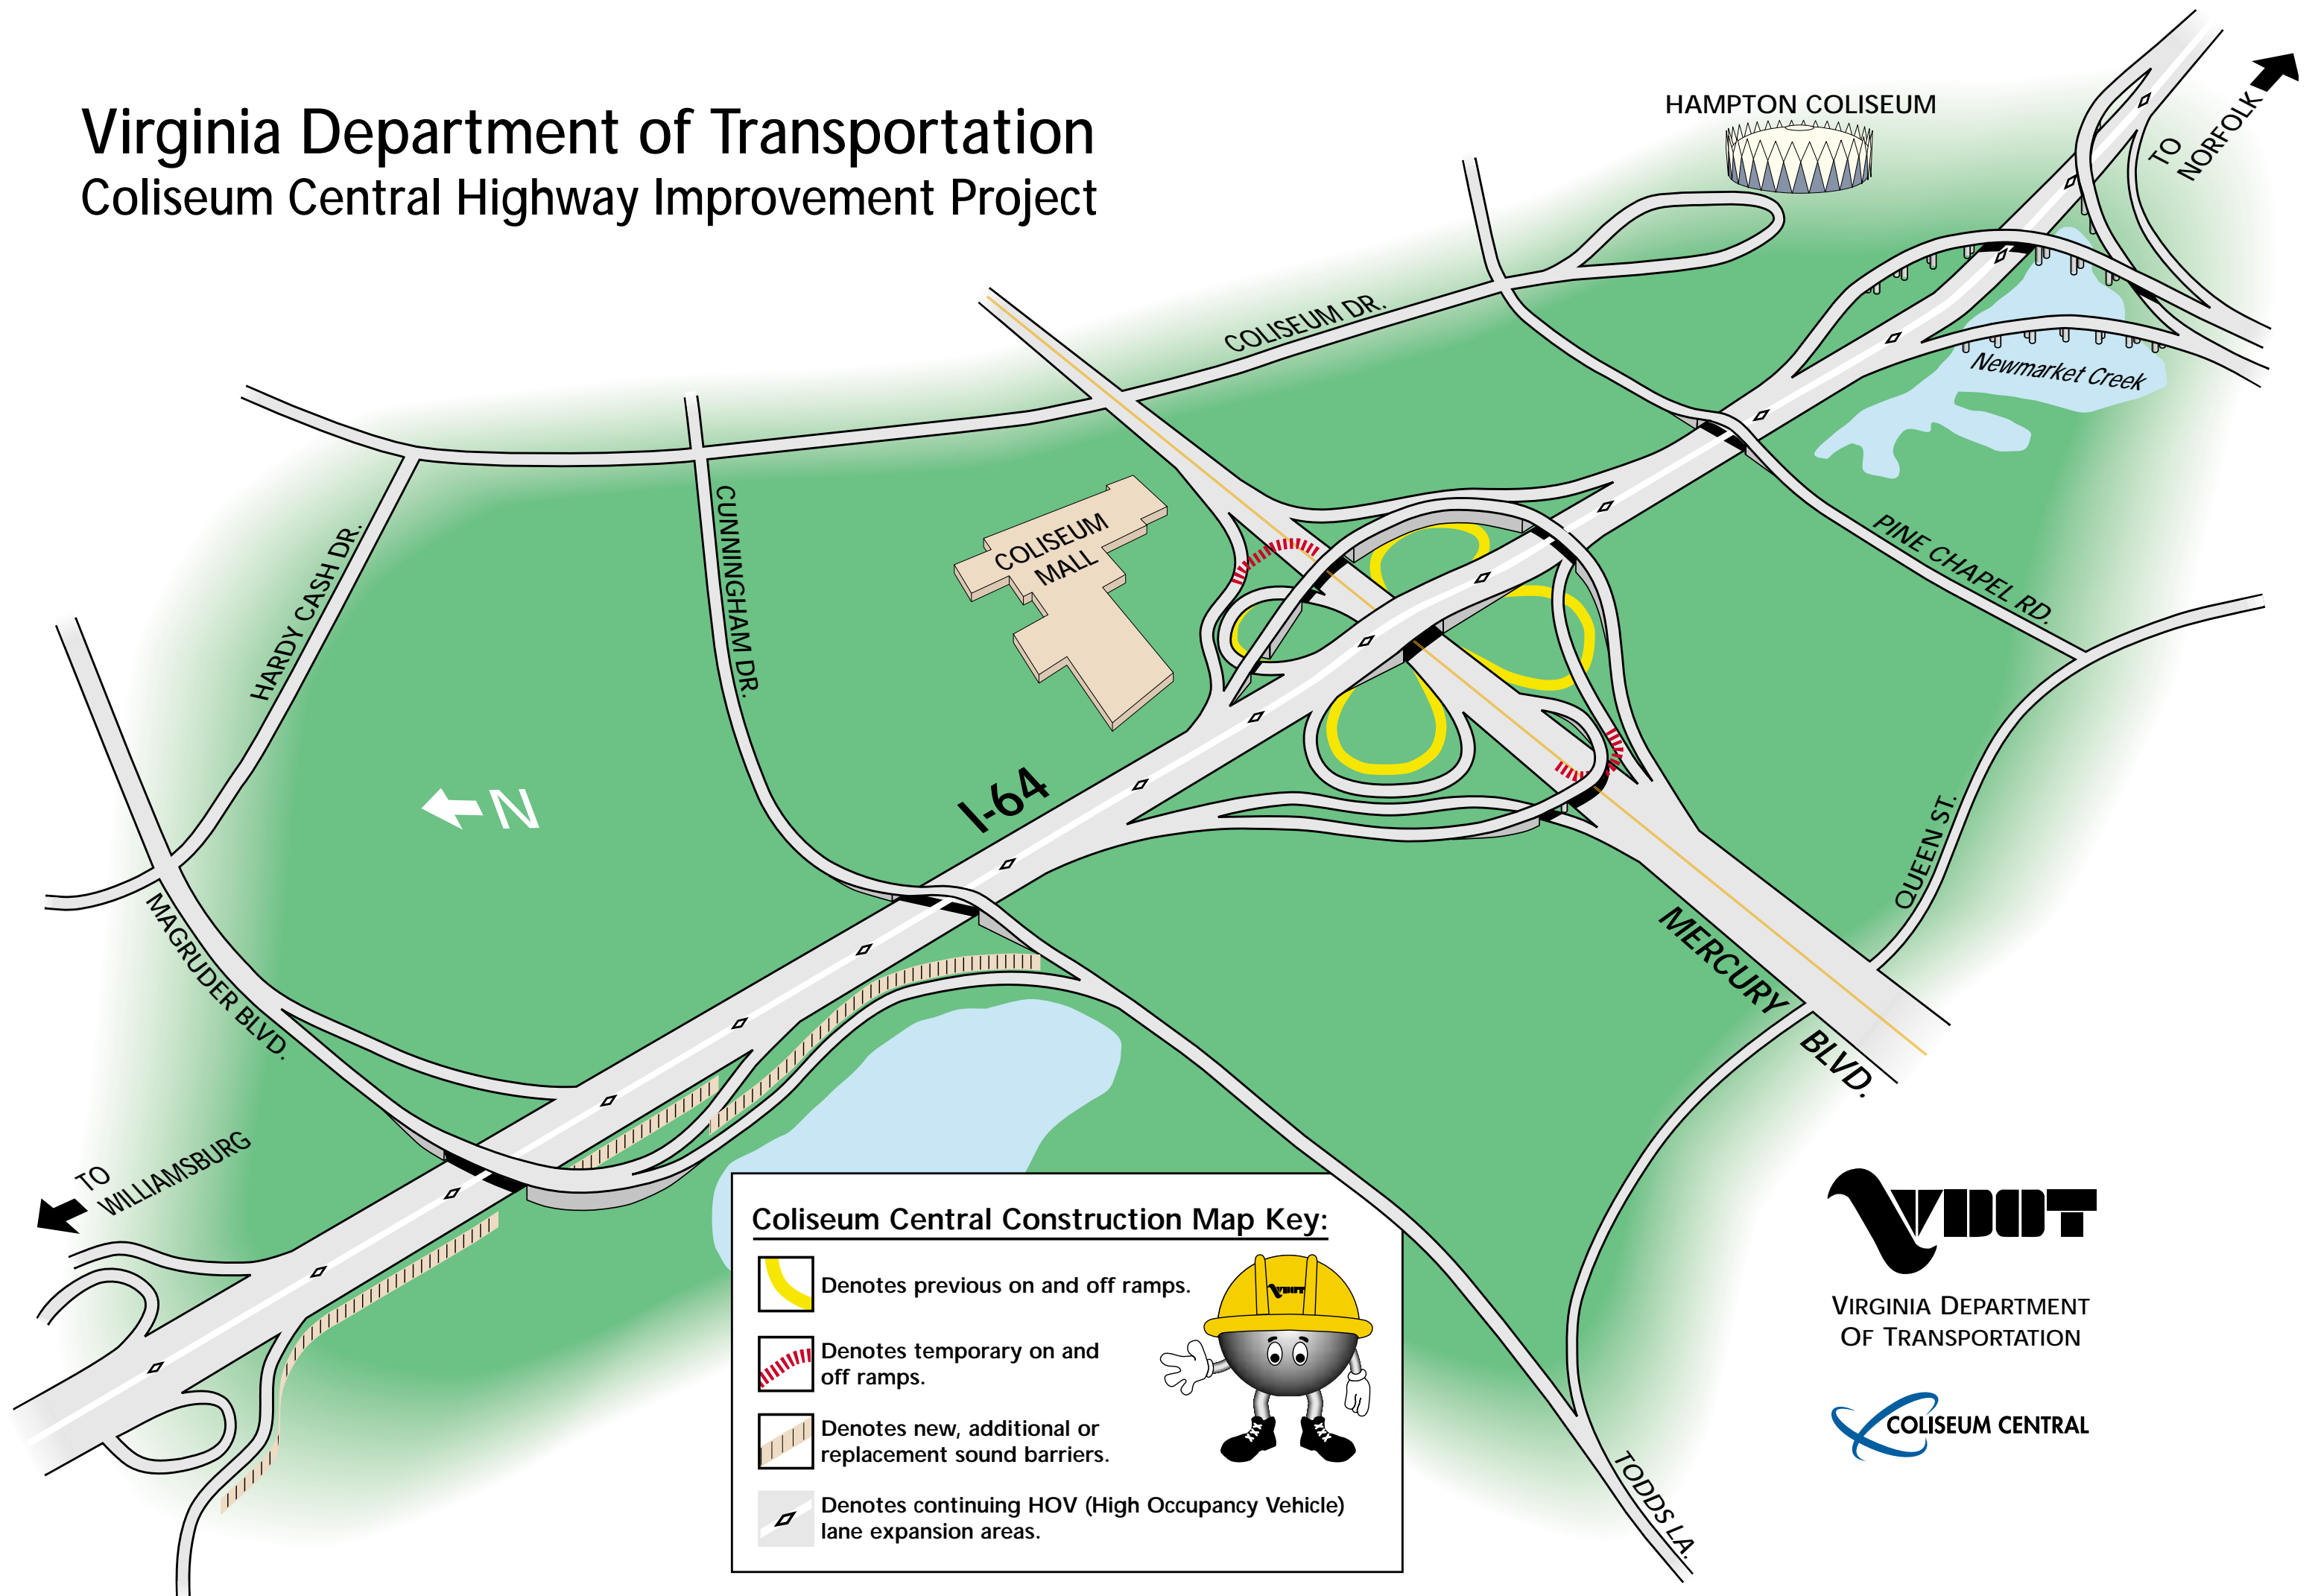 Virginia Department of Transportation
Coliseum Central Highway Improvement Project
HAMPTON COLISEUM
TO
NORFOLK
COLISEUM DR.
Newmarket Creek
CUNNINGHAM DR.
COLISEUM
MALL
HARDY CASH DR.
PINE CHAPEL RD.
N
I-64
QUEEN ST.
MAGRUDER BLVD.
MERCURY
BLVD.
TO
WILLIAMSBURG
Coliseum Central Construction Map Key:
Denotes previous on and off ramps.
Denotes temporary on and
off ramps.
Denotes new, additional or
replacement sound barriers.
Denotes continuing HOV (High Occupancy Vehicle)
lane expansion areas.
VDOT
TODDS LA.
VDOT
VIRGINIA DEPARTMENT
OF TRANSPORTATION
COLISEUM CENTRAL